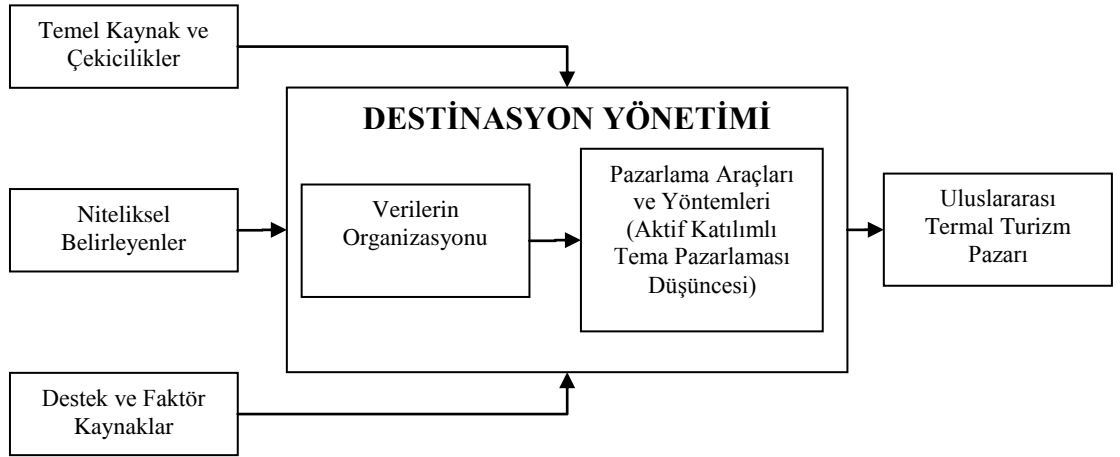 Temel Kaynak ve
Çekicilikler
DESTİNASYON YÖNETİMİ
Niteliksel
Belirleyenler
Verilerin
Organizasyonu
Pazarlama Araçları
ve Yöntemleri
(Aktif Katılımlı
Tema Pazarlaması
Düşüncesi)
Uluslararası
Termal Turizm
Pazarı
Destek ve Faktör
Kaynaklar